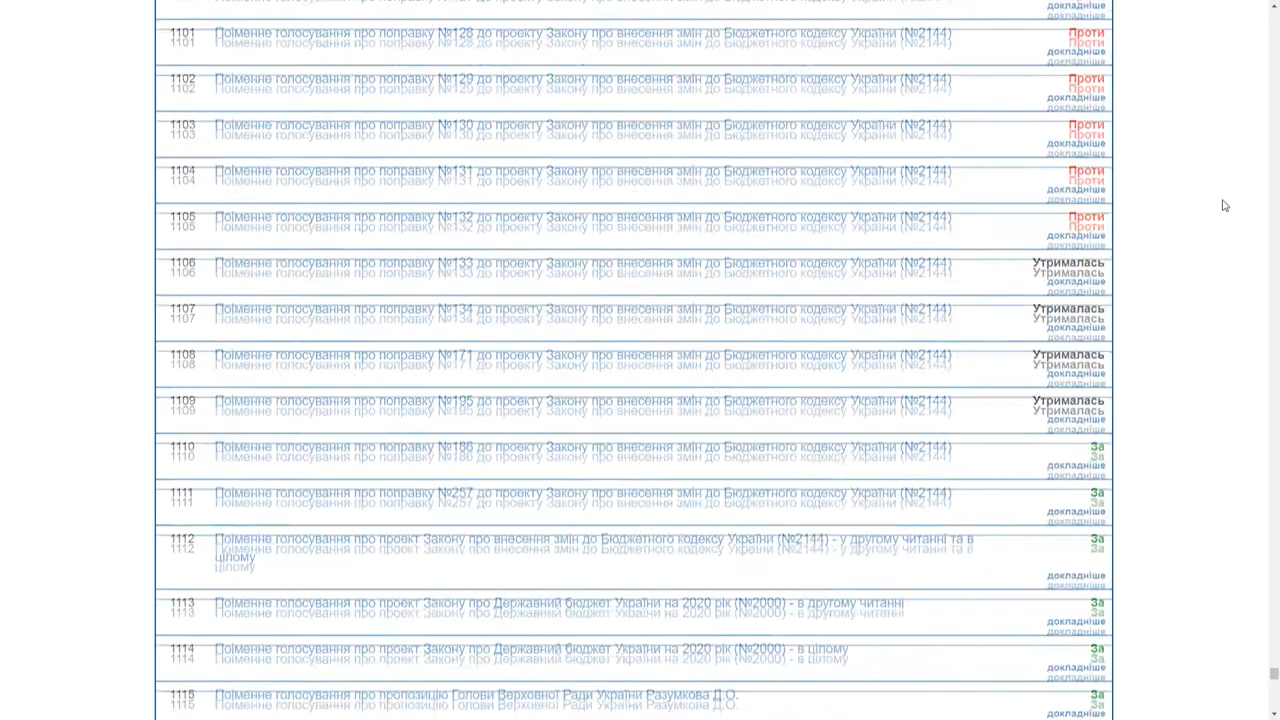 докладніше
1101 Поіменне голосування про поправку №128 до проекту Закону про внесення змін до Бюджетного кодексу України (№2144) Проти
докладніше
1102 Поіменне голосування про поправку №129 до проекту Закону про внесення змін до Бюджетного кодексу України (№2144) Проти
докладніше
1103 Поіменне голосування про поправку №130 до проекту Закону про внесення змін до Бюджетного кодексу України (№2144) Проти
докладніше
1104 Поіменне голосування про поправку №131 до проекту Закону про внесення змін до Бюджетного кодексу України (№2144) Проти
докладніше
1105 Поіменне голосування про поправку №132 до проекту Закону про внесення змін до Бюджетного кодексу України (№2144) Проти
докладніше
1106 Поіменне голосування про поправку №133 до проекту Закону про внесення змін до Бюджетного кодексу України (№2144) Утрималась
докладніше
1107 Поіменне голосування про поправку №134 до проекту Закону про внесення змін до Бюджетного кодексу України (№2144) Утрималась
докладніше
1108 Поіменне голосування про поправку №171 до проекту Закону про внесення змін до Бюджетного кодексу України (№2144) Утрималась
докладніше
1109 Поіменне голосування про поправку №195 до проекту Закону про внесення змін до Бюджетного кодексу України (№2144) Утрималась
докладніше
1110 Поіменне голосування про поправку №186 до проекту Закону про внесення змін до Бюджетного кодексу України (№2144) За
докладніше
1111 Поіменне голосування про поправку №257 до проекту Закону про внесення змін до Бюджетного кодексу України (№2144) За
докладніше
1112 Поіменне голосування про проект Закону про внесення змін до Бюджетного кодексу України (№2144) - у другому читанні та в За
цілому
докладніше
1113 Поіменне голосування про проект Закону про Державний бюджет України на 2020 рік (№2000) - в другому читанні За
докладніше
1114 Поіменне голосування про проект Закону про Державний бюджет України на 2020 рік (№2000) - в цілому За
докладніше
1115 Поіменне голосування про пропозицію Голови Верховної Ради України Разумкова Д.О. За
докладніше